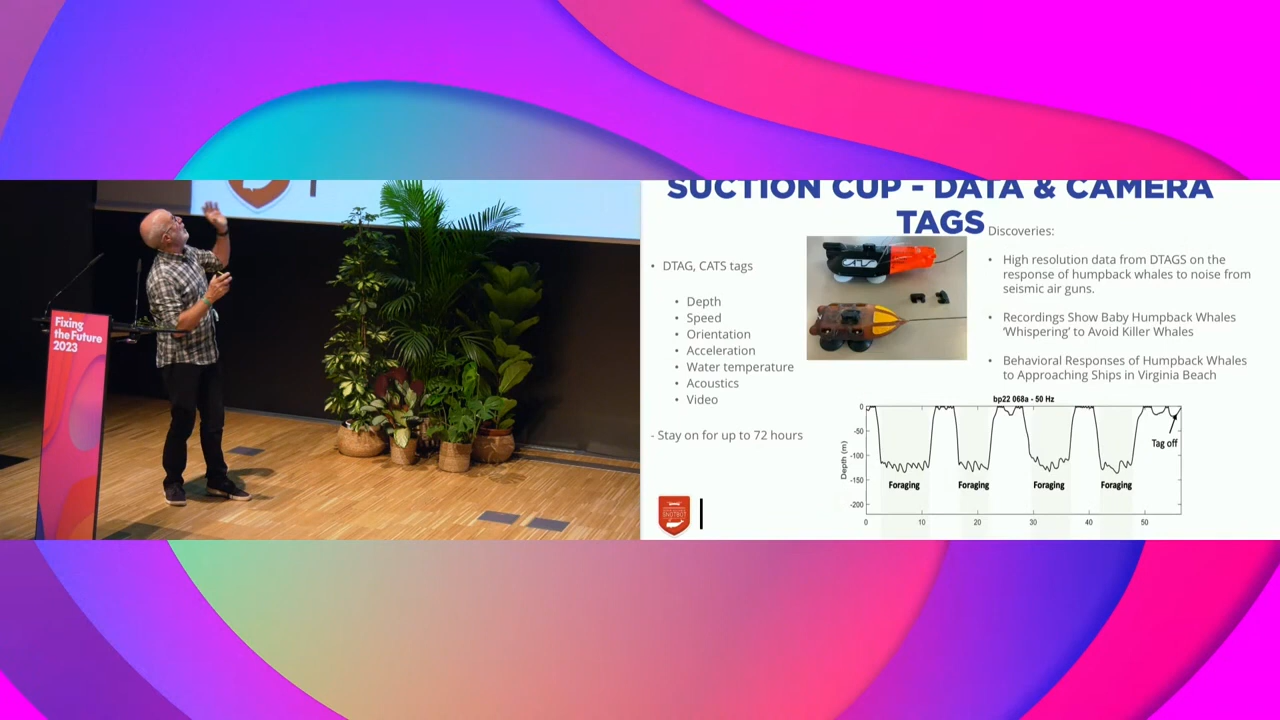 Fixing
the Future
2023
SUCTION CUP - DATA & CAMERA
TAGS
• DTAG, CATS tags
• Depth
• Speed
• Orientation
• Acceleration
• Water temperature
• Acoustics
• Video
- Stay on for up to 72 hours
CATS
Discoveries:
• High resolution data from DTAGS on the
response of humpback whales to noise from
seismic air guns.
• Recordings Show Baby Humpback Whales
‘Whispering’ to Avoid Killer Whales
• Behavioral Responses of Humpback Whales
to Approaching Ships in Virginia Beach
bp22 068a - 50 Hz
Depth (m)
0
-50
-100
-150
-200
Foraging Foraging Foraging Foraging
Tag off
0 10 20 30 40 50
SNOTBOT